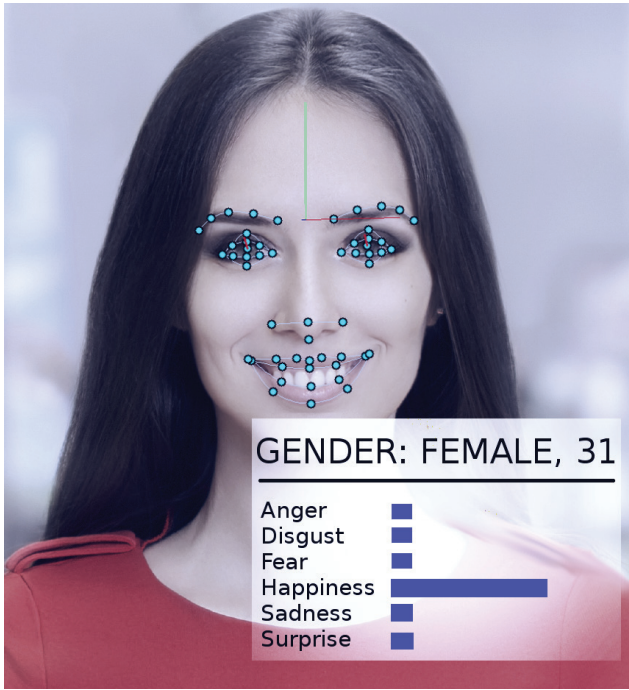 GENDER: FEMALE, 31
Anger
Disgust
Fear
Happiness
Sadness
Surprise